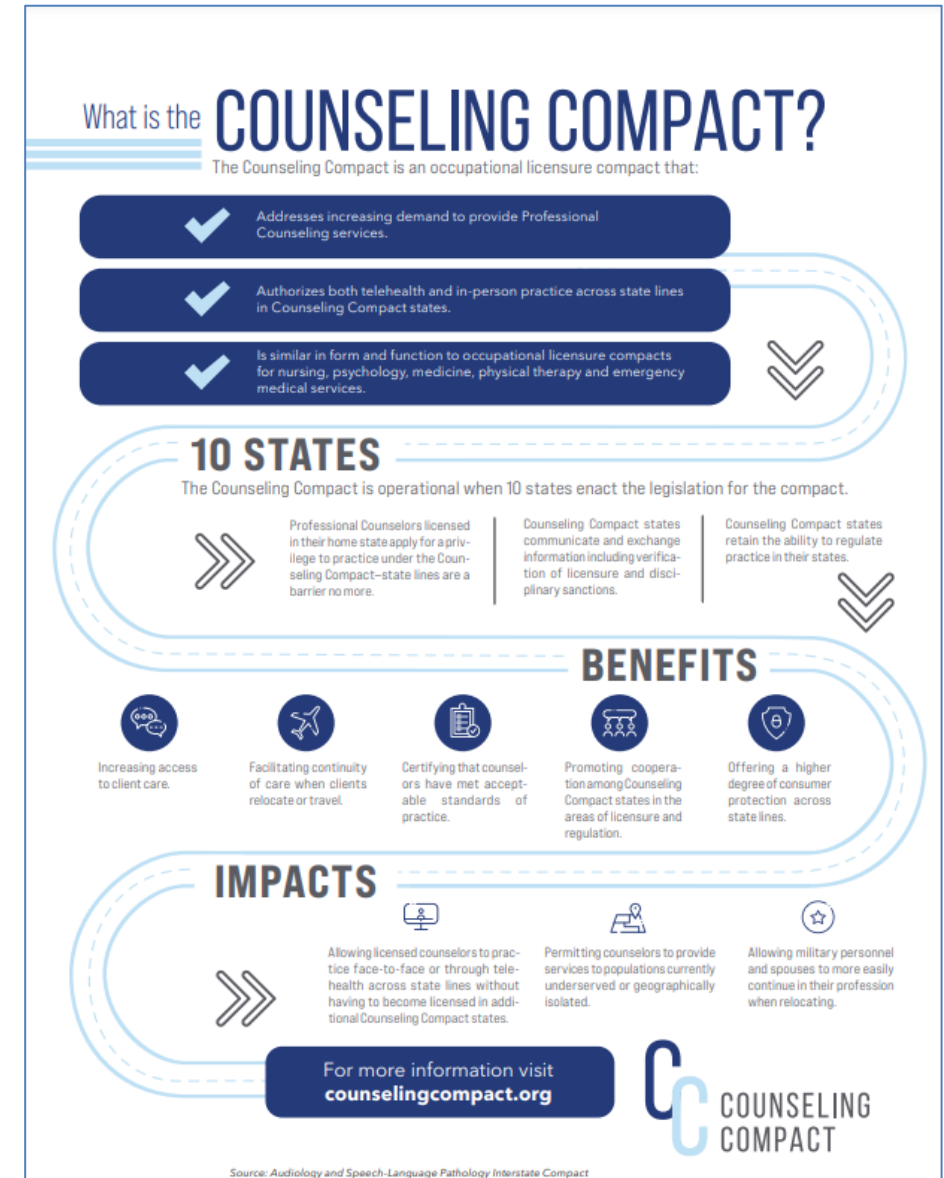 What is the COUNSELING COMPACT?
The Counseling Compact is an occupational licensure compact that:
Addresses increasing demand to provide Professional
Counseling services.
Authorizes both telehealth and in-person practice across state lines
in Counseling Compact states.
Is similar in form and function to occupational licensure compacts
for nursing, psychology, medicine, physical therapy and emergency
medical services.
10 STATES
The Counseling Compact is operational when 10 states enact the legislation for the compact.
Professional Counselors licensed
in their home state apply for a priv-
ilege to practice under the Coun-
seling Compact—state lines are a
barrier no more.
Counseling Compact states
communicate and exchange
information including verifica-
tion of licensure and disci-
plinary sanctions.
Counseling Compact states
retain the ability to regulate
practice in their states.
BENEFITS
Increasing access
to client care.
Facilitating continuity
of care when clients
relocate or travel.
Certifying that counsel-
ors have met accept-
able standards of
practice.
Promoting coopera-
tion among Counseling
Compact states in the
areas of licensure and
regulation.
Offering a higher
degree of consumer
protection across
state lines.
IMPACTS
Allowing licensed counselors to prac-
tice face-to-face or through tele-
health across state lines without
having to become licensed in addi-
tional Counseling Compact states.
Permitting counselors to provide
services to populations currently
underserved or geographically
isolated.
Allowing military personnel
and spouses to more easily
continue in their profession
when relocating.
For more information visit
counselingcompact.org
CC
COUNSELING
COMPACT
Source: Audiology and Speech-Language Pathology Interstate Compact